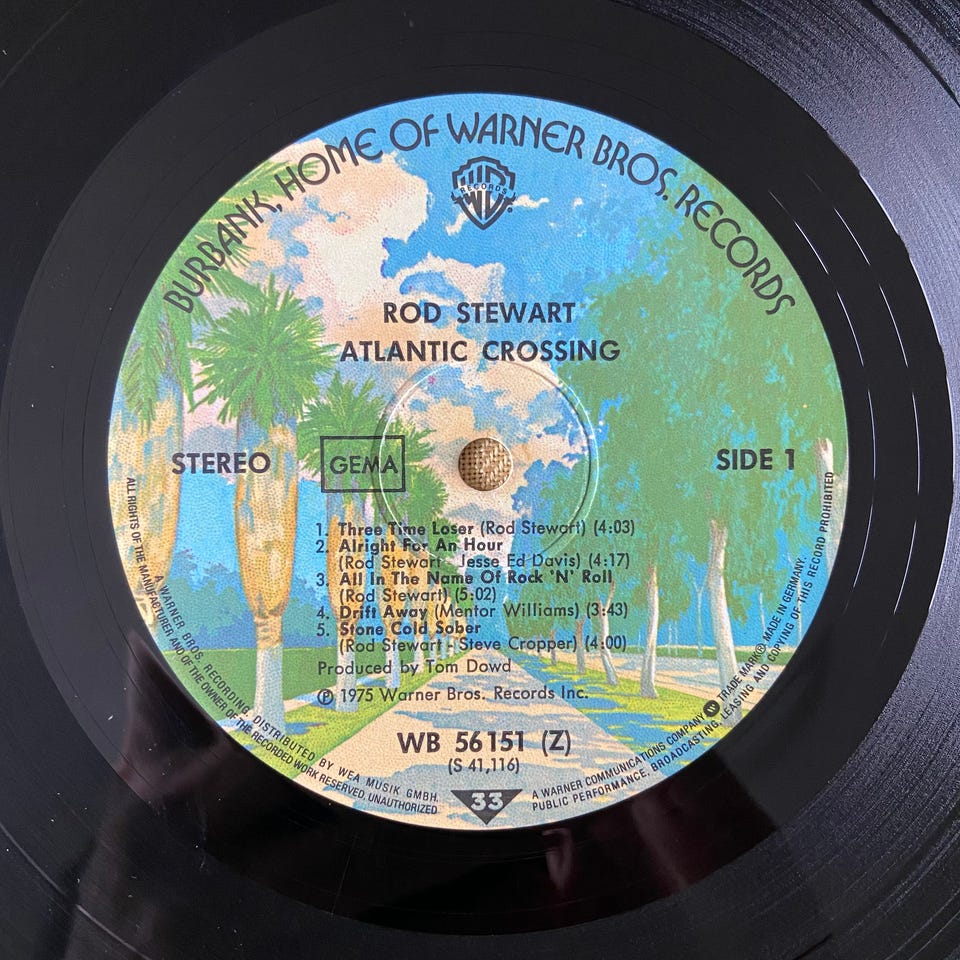 BURBANK, HOME OF WARNER BROS. RECORDS
RECORDS
ROD STEWART
ATLANTIC CROSSING
STEREO
GEMA
SIDE 1
1. Three Time Loser (Rod Stewart) (4:03)
2. Alright For An Hour
(Rod Stewart - Jesse Ed Davis) (4:17)
3. All In The Name Of Rock 'N' Roll
(Rod Stewart) (5:02)
4. Drift Away (Mentor Williams) (3:43)
5. Stone Cold Sober
(Rod Stewart - Steve Cropper) (4:00)
Produced by Tom Dowd
Ⓟ 1975 Warner Bros. Records Inc.
WB 56151 (Z)
(S 41,116)
33
A WARNER BROS. RECORDING, DISTRIBUTED BY WEA MUSIK GMBH. A WARNER COMMUNICATIONS COMPANY W TRADE MARK® MADE IN GERMANY.
ALL RIGHTS OF THE MANUFACTURER AND OF THE OWNER OF THE RECORDED WORK RESERVED. UNAUTHORIZED PUBLIC PERFORMANCE, BROADCASTING, LEASING AND COPYING OF THIS RECORD PROHIBITED